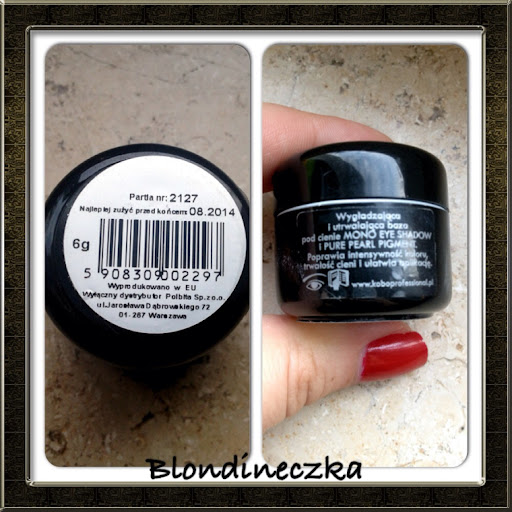 Partia nr: 2127
Najlepiej zużyć przed końcem: 08.2014
6g
5 908309 002297
Wyprodukowano w EU
Wyłączny dystrybutor Polbita Sp.z.o.o.
ul.Jarosława Dąbrowskiego 72
01-267 Warszawa
Wygładzająca
i utrwalająca baza
pod cienie MONO EYE SHADOW
i PURE PEARL PIGMENT.
Poprawia intensywność koloru,
trwałość cieni i ułatwia aplikację.
www.kaboprofessional.pl
Blondineczka